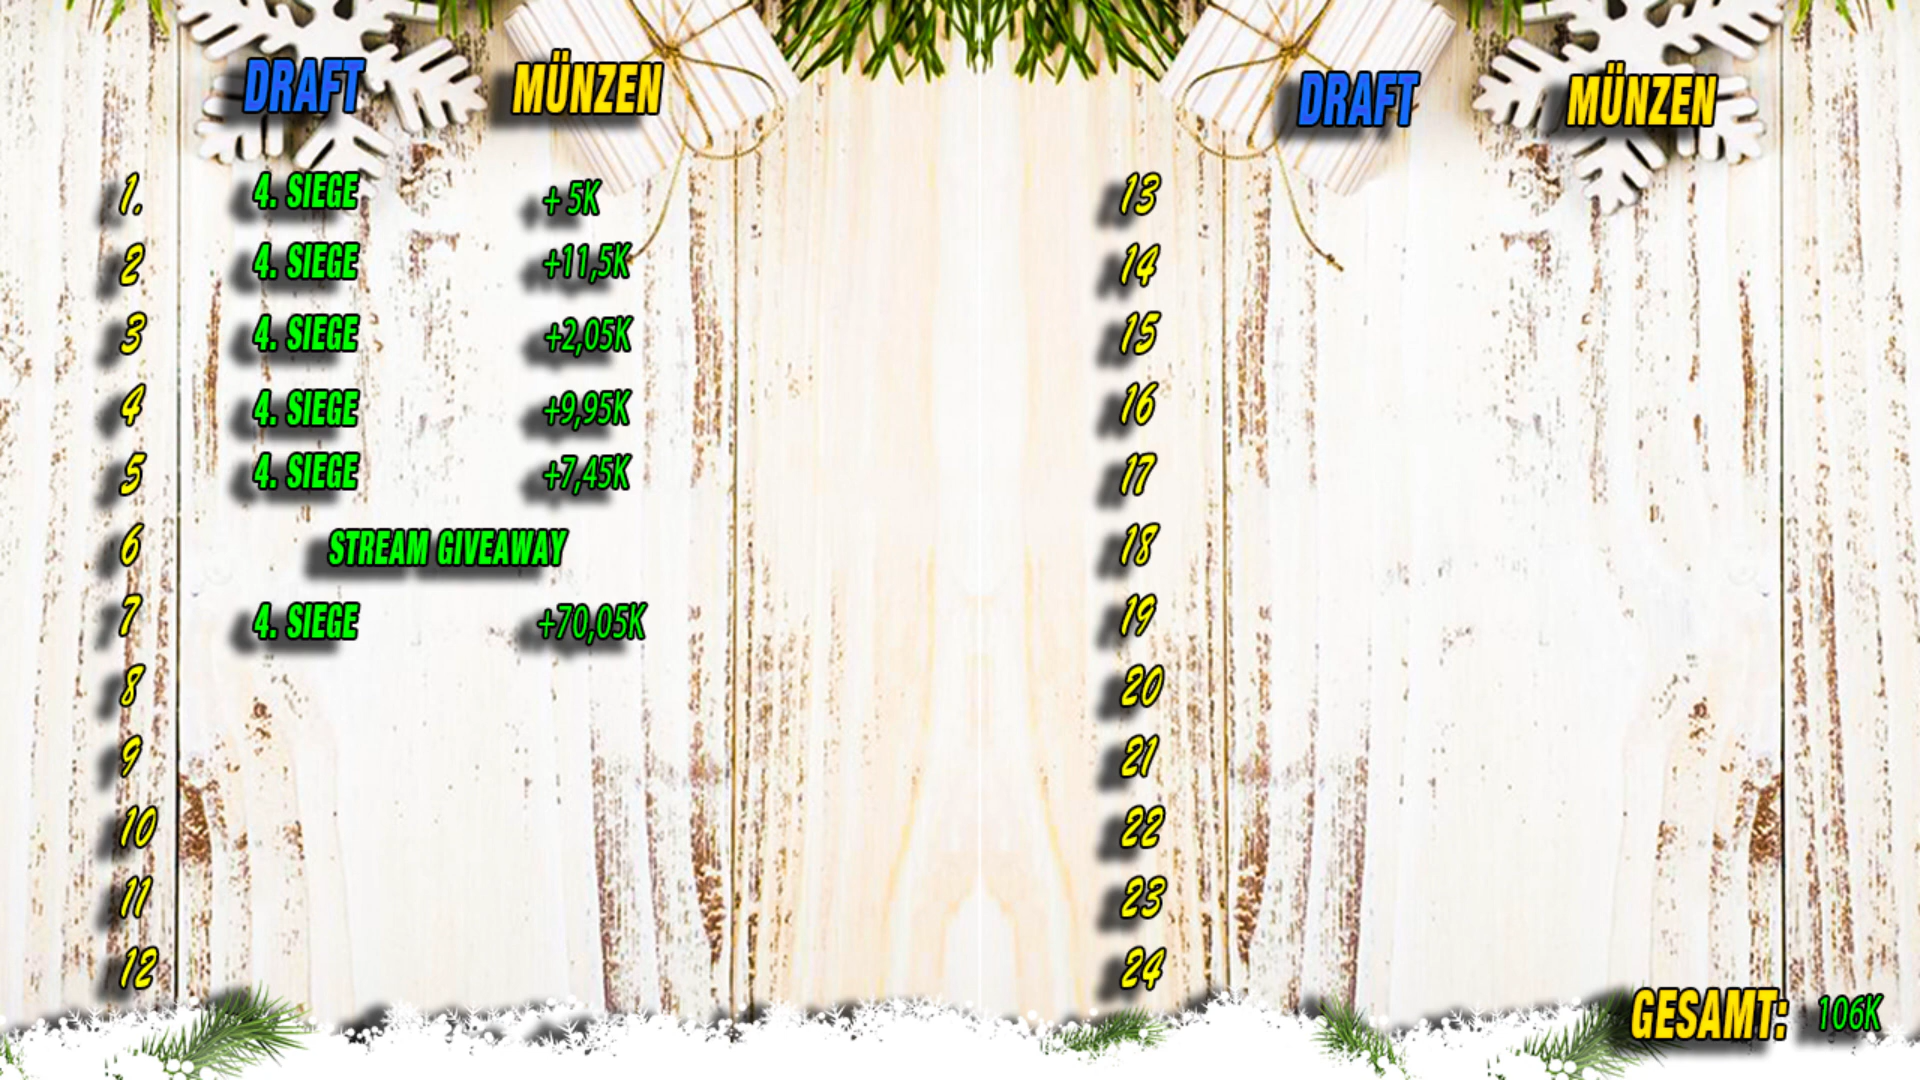 DRAFT MÜNZEN
1. 4. SIEGE + 5K
2 4. SIEGE +11,5K
3 4. SIEGE +2,05K
4 4. SIEGE +9,95K
5 4. SIEGE +7,45K
6 STREAM GIVEAWAY
7 4. SIEGE +70,05K
8
9
10
11
12
DRAFT MÜNZEN
13
14
15
16
17
18
19
20
21
22
23
24
GESAMT: 106K